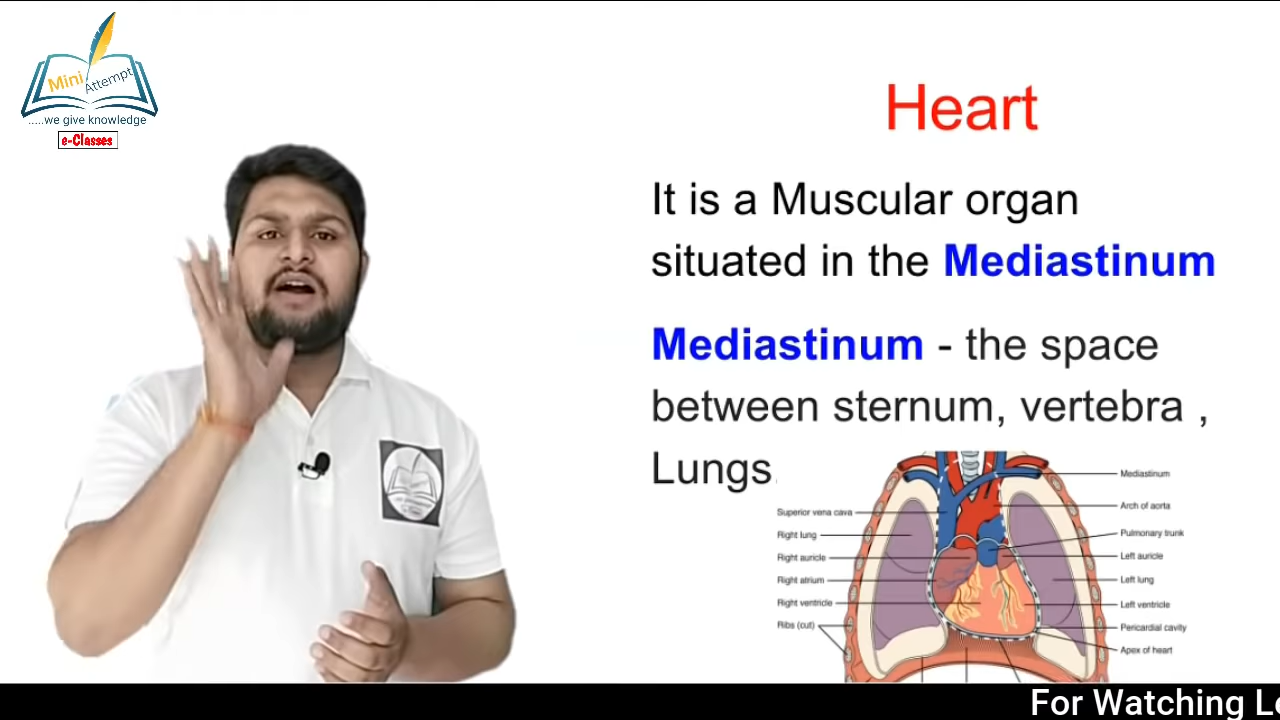 Mini Attempt
.....we give knowledge
e-Classes
Heart
It is a Muscular organ
situated in the Mediastinum
Mediastinum - the space
between sternum, vertebra ,
Lungs.
Superior vena cava
Right lung
Right auricle
Right atrium
Right ventricle
Ribs (cut)
Mediastinum
Arch of aorta
Pulmonary trunk
Left auricle
Left lung
Left ventricle
Pericardial cavity
Apex of heart
For Watching Le